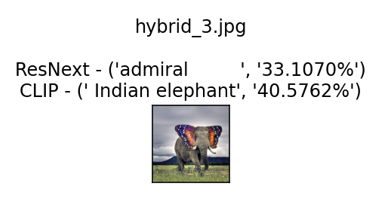 hybrid_3.jpg
ResNext - ('admiral         ', '33.1070%')
CLIP - (' Indian elephant', '40.5762%')